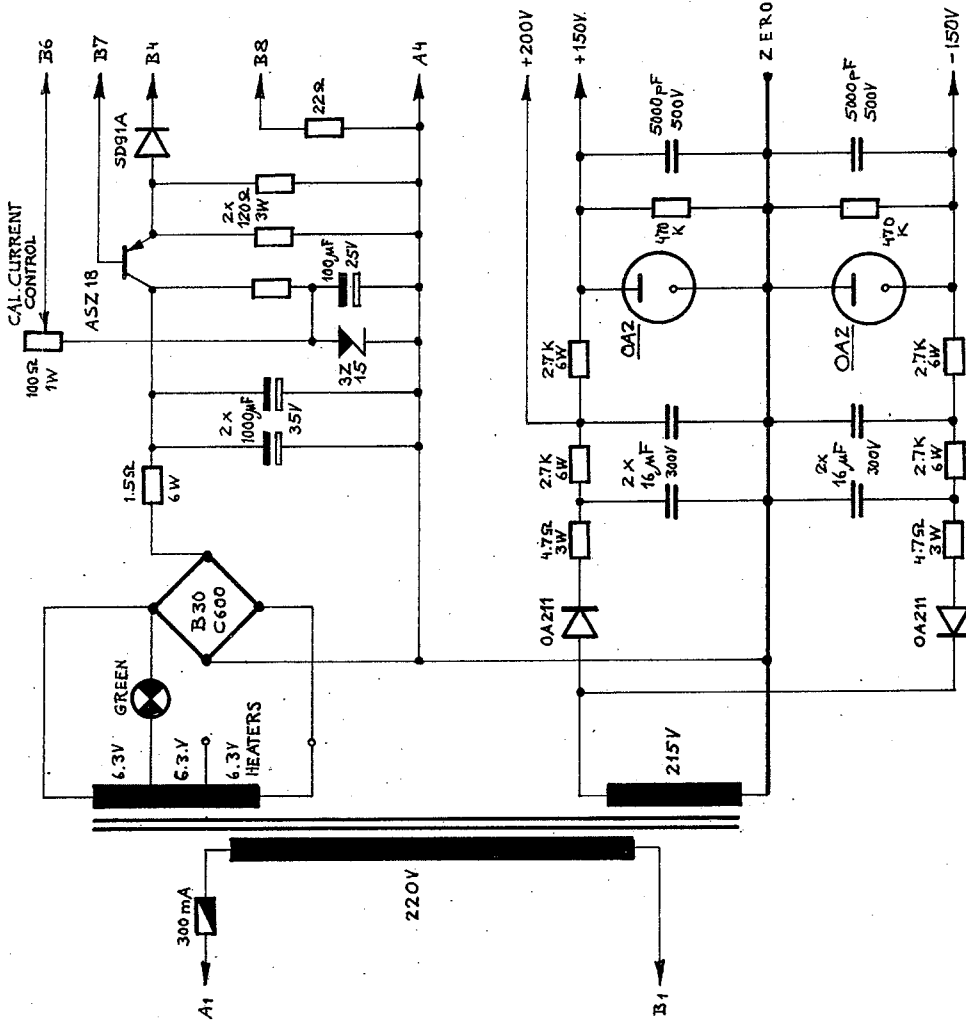 A1
300 mA
220V
B1
6.3V
6.3.V
6.3V
HEATERS
GREEN
B30
C600
1.5Ω
6W
2x
1000µF
35V
100Ω
1W
CAL. CURRENT
CONTROL
ASZ 18
3Z
15
100µF
25V
2x
120Ω
3W
SD91A
22Ω
B6
B7
B4
B8
A4
215V
OA211
4.7Ω
3W
2.7K
6W
2.7K
6W
2x
16µF
300V
OA2
470
K
5000pF
500V
+200V
+150V.
ZERO
OA211
4.7Ω
3W
2.7K
6W
2.7K
6W
2x
16µF
300V
OA2
470
K
5000pF
500V
-150V